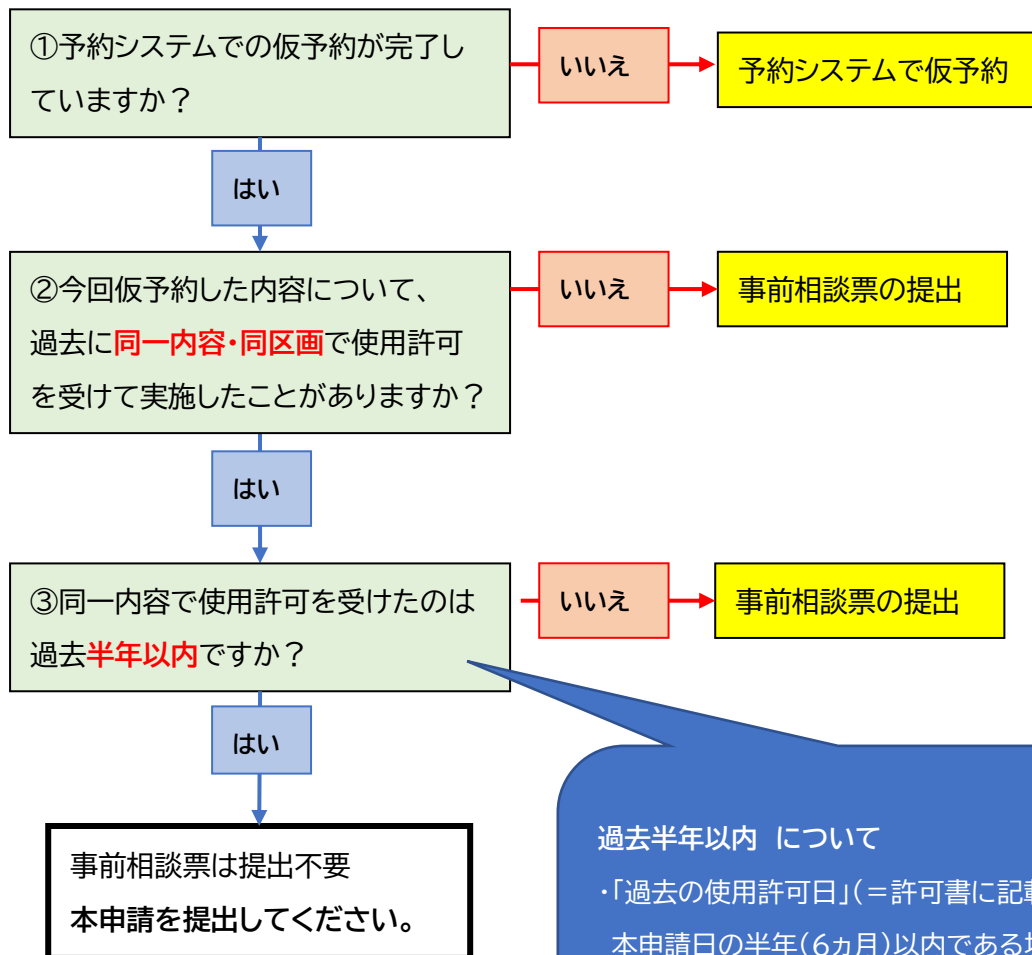 ①予約システムでの仮予約が完了し
ていますか？
いいえ
予約システムで仮予約
はい
②今回仮予約した内容について、
過去に同一内容・同区画で使用許可
を受けて実施したことがありますか？
いいえ
事前相談票の提出
はい
③同一内容で使用許可を受けたのは
過去半年以内ですか？
いいえ
事前相談票の提出
はい
事前相談票は提出不要
本申請を提出してください。
過去半年以内 について
・「過去の使用許可日」（＝許可書に記
本申請日の半年（6ヵ月）以内である